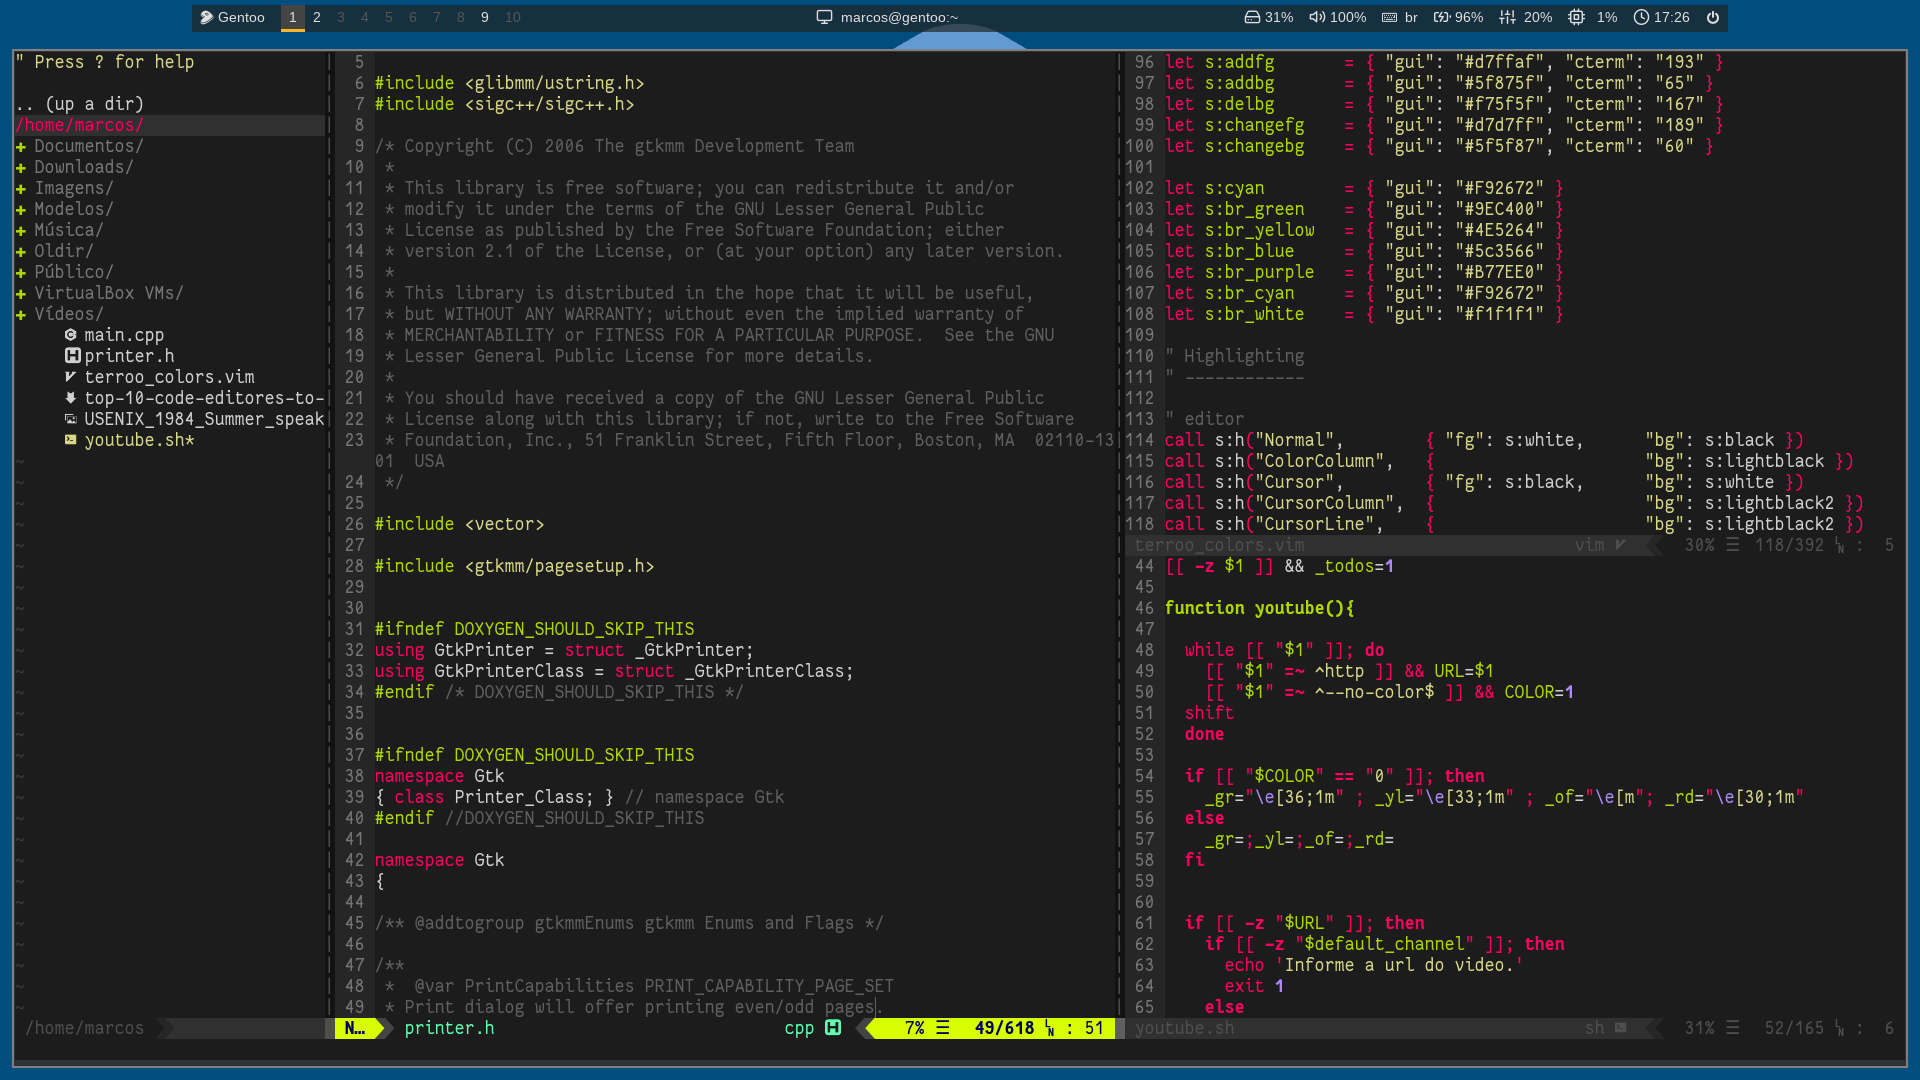 Gentoo 1 2 3 4 5 6 7 8 9 10 marcos@gentoo:~ 31% 100% br 96% 20% 1% 17:26
" Press ? for help
.. (up a dir)
/home/marcos/
+ Documentos/
+ Downloads/
+ Imagens/
+ Modelos/
+ Música/
+ Oldir/
+ Público/
+ VirtualBox VMs/
+ Vídeos/
main.cpp
printer.h
terroo_colors.vim
top-10-code-editores-to-
USENIX_1984_Summer_speak
youtube.sh*
/home/marcos
5
6 #include <glibmm/ustring.h>
7 #include <sigc++/sigc++.h>
8
9 /* Copyright (C) 2006 The gtkmm Development Team
10  *
11  * This library is free software; you can redistribute it and/or
12  * modify it under the terms of the GNU Lesser General Public
13  * License as published by the Free Software Foundation; either
14  * version 2.1 of the License, or (at your option) any later version.
15  *
16  * This library is distributed in the hope that it will be useful,
17  * but WITHOUT ANY WARRANTY; without even the implied warranty of
18  * MERCHANTABILITY or FITNESS FOR A PARTICULAR PURPOSE.  See the GNU
19  * Lesser General Public License for more details.
20  *
21  * You should have received a copy of the GNU Lesser General Public
22  * License along with this library; if not, write to the Free Software
23  * Foundation, Inc., 51 Franklin Street, Fifth Floor, Boston, MA  02110-13
01  USA
24  */
25
26 #include <vector>
27
28 #include <gtkmm/pagesetup.h>
29
30
31 #ifndef DOXYGEN_SHOULD_SKIP_THIS
32 using GtkPrinter = struct _GtkPrinter;
33 using GtkPrinterClass = struct _GtkPrinterClass;
34 #endif /* DOXYGEN_SHOULD_SKIP_THIS */
35
36
37 #ifndef DOXYGEN_SHOULD_SKIP_THIS
38 namespace Gtk
39 { class Printer_Class; } // namespace Gtk
40 #endif //DOXYGEN_SHOULD_SKIP_THIS
41
42 namespace Gtk
43 {
44
45 /** @addtogroup gtkmmEnums gtkmm Enums and Flags */
46
47 /**
48  *  @var PrintCapabilities PRINT_CAPABILITY_PAGE_SET
49  * Print dialog will offer printing even/odd pages.
N… printer.h cpp 7% ☰ 49/618 : 51
96 let s:addfg       = { "gui": "#d7ffaf", "cterm": "193" }
97 let s:addbg       = { "gui": "#5f875f", "cterm": "65" }
98 let s:delbg       = { "gui": "#f75f5f", "cterm": "167" }
99 let s:changefg    = { "gui": "#d7d7ff", "cterm": "189" }
100 let s:changebg    = { "gui": "#5f5f87", "cterm": "60" }
101
102 let s:cyan        = { "gui": "#F92672" }
103 let s:br_green    = { "gui": "#9EC400" }
104 let s:br_yellow   = { "gui": "#4E5264" }
105 let s:br_blue     = { "gui": "#5c3566" }
106 let s:br_purple   = { "gui": "#B77EE0" }
107 let s:br_cyan     = { "gui": "#F92672" }
108 let s:br_white    = { "gui": "#f1f1f1" }
109
110 " Highlighting
111 " ------------
112
113 " editor
114 call s:h("Normal",        { "fg": s:white,      "bg": s:black })
115 call s:h("ColorColumn",   {                     "bg": s:lightblack })
116 call s:h("Cursor",        { "fg": s:black,      "bg": s:white })
117 call s:h("CursorColumn",  {                     "bg": s:lightblack2 })
118 call s:h("CursorLine",    {                     "bg": s:lightblack2 })
terroo_colors.vim vim 30% ☰ 118/392 : 5
44 [[ -z $1 ]] && _todos=1
45
46 function youtube(){
47
48   while [[ "$1" ]]; do
49     [[ "$1" =~ ^http ]] && URL=$1
50     [[ "$1" =~ ^--no-color$ ]] && COLOR=1
51   shift
52   done
53
54   if [[ "$COLOR" == "0" ]]; then
55     _gr="\e[36;1m" ; _yl="\e[33;1m" ; _of="\e[m"; _rd="\e[30;1m"
56   else
57     _gr=;_yl=;_of=;_rd=
58   fi
59
60
61   if [[ -z "$URL" ]]; then
62     if [[ -z "$default_channel" ]]; then
63       echo 'Informe a url do video.'
64       exit 1
65     else
youtube.sh sh 31% ☰ 52/165 : 6